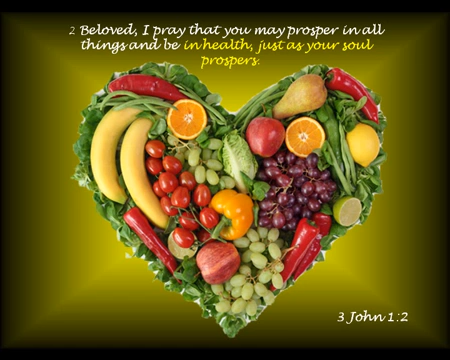 2 Beloved, I pray that you may prosper in all
things and be in health, just as your soul
prospers.
3 John 1:2